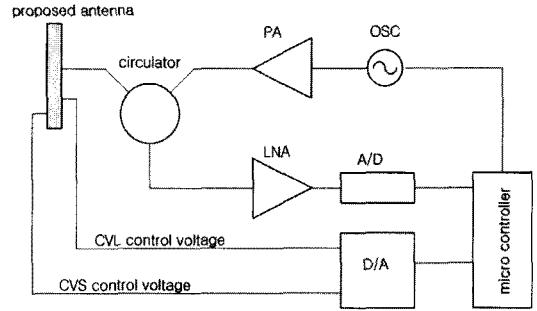 proposed antenna
PA
OSC
circulator
LNA
A/D
micro controller
CVL control voltage
D/A
CVS control voltage